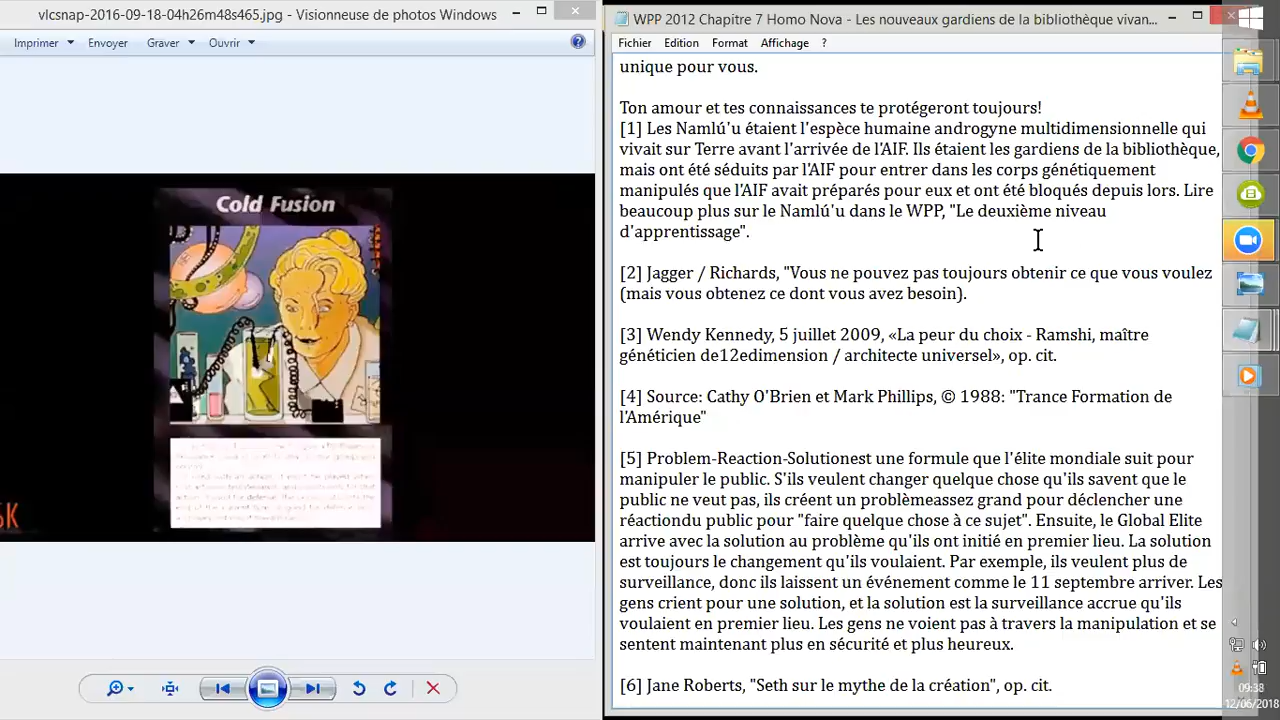 vlcsnap-2016-09-18-04h26m48s465.jpg - Visionneuse de photos Windows
Imprimer
Envoyer
Graver
Ouvrir
Cold Fusion
SK
WPP 2012 Chapitre 7 Homo Nova - Les nouveaux gardiens de la bibliothèque vivan...
Fichier
Edition
Format
Affichage
?
unique pour vous.
Ton amour et tes connaissances te protégeront toujours!
[1] Les Namlú'u étaient l'espèce humaine androgyne multidimensionnelle qui
vivait sur Terre avant l'arrivée de l'AIF. Ils étaient les gardiens de la bibliothèque,
mais ont été séduits par l'AIF pour entrer dans les corps génétiquement
manipulés que l'AIF avait préparés pour eux et ont été bloqués depuis lors. Lire
beaucoup plus sur le Namlú'u dans le WPP, "Le deuxième niveau
d'apprentissage".
[2] Jagger / Richards, "Vous ne pouvez pas toujours obtenir ce que vous voulez
(mais vous obtenez ce dont vous avez besoin).
[3] Wendy Kennedy, 5 juillet 2009, «La peur du choix - Ramshi, maître
généticien de12edimension / architecte universel», op. cit.
[4] Source: Cathy O'Brien et Mark Phillips, © 1988: "Trance Formation de
l'Amérique"
[5] Problem-Reaction-Solutionest une formule que l'élite mondiale suit pour
manipuler le public. S'ils veulent changer quelque chose qu'ils savent que le
public ne veut pas, ils créent un problèmeassez grand pour déclencher une
réactiondu public pour "faire quelque chose à ce sujet". Ensuite, le Global Elite
arrive avec la solution au problème qu'ils ont initié en premier lieu. La solution
est toujours le changement qu'ils voulaient. Par exemple, ils veulent plus de
surveillance, donc ils laissent un événement comme le 11 septembre arriver. Les
gens crient pour une solution, et la solution est la surveillance accrue qu'ils
voulaient en premier lieu. Les gens ne voient pas à travers la manipulation et se
sentent maintenant plus en sécurité et plus heureux.
[6] Jane Roberts, "Seth sur le mythe de la création", op. cit.
09:38
12/06/2018